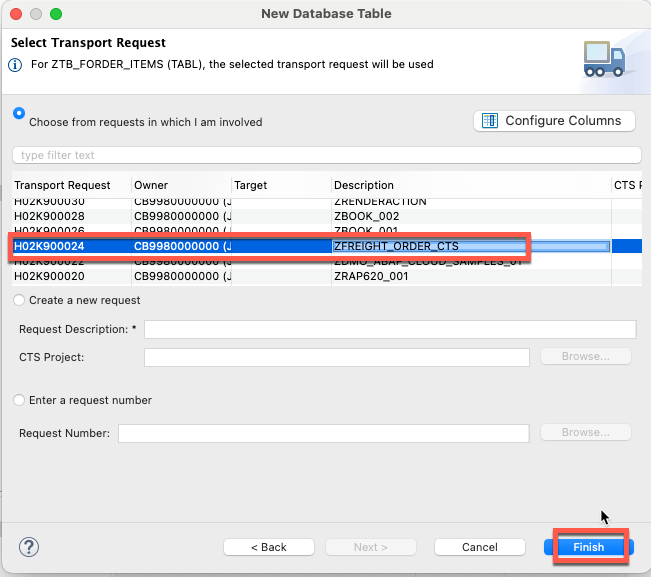 New Database Table
Select Transport Request
For ZTB_FORDER_ITEMS (TABL), the selected transport request will be used
Choose from requests in which I am involved
Configure Columns
type filter text
Transport Request Owner Target Description CTS P
H02K900030 CB9980000000 (J ZRENDERACTION
H02K900028 CB9980000000 (J ZBOOK_002
H02K900026 CB9980000000 (J ZBOOK_001
H02K900024 CB9980000000 (J ZFREIGHT_ORDER_CTS
H02K900022 CB9980000000 (J ZDMO_ABAP_CLOUD_SAMPLES_01
H02K900020 CB9980000000 (J ZRAP620_001
Create a new request
Request Description: *
CTS Project:
Browse...
Enter a request number
Request Number:
Browse...
?
< Back
Next >
Cancel
Finish